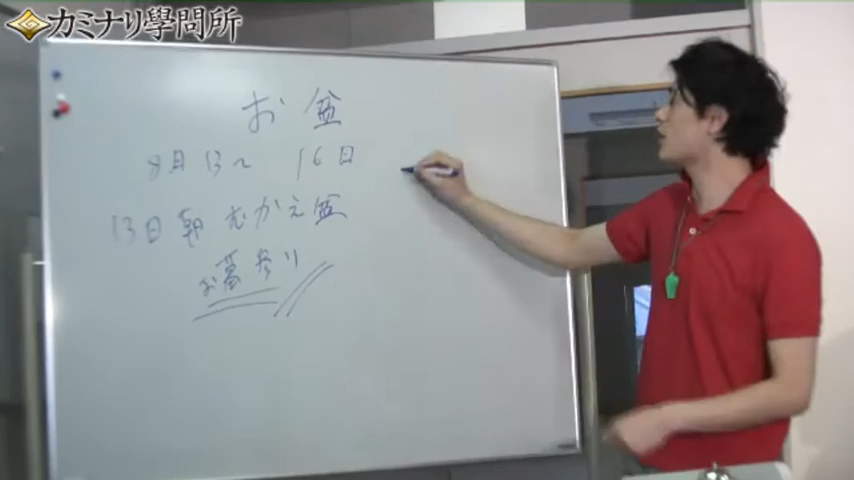 カミナリ學問所
お盆
8月13〜16日
13日朝 むかえ盆
お墓参り